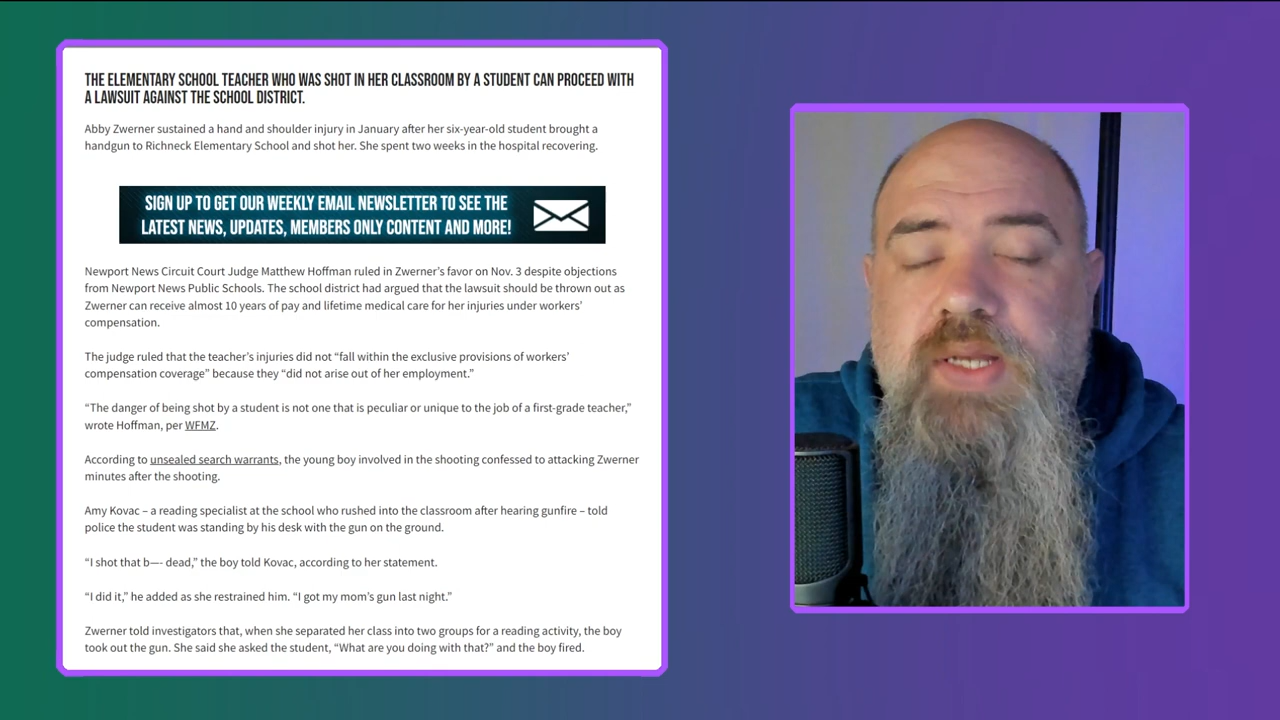 THE ELEMENTARY SCHOOL TEACHER WHO WAS SHOT IN HER CLASSROOM BY A STUDENT CAN PROCEED WITH
A LAWSUIT AGAINST THE SCHOOL DISTRICT.
Abby Zwerner sustained a hand and shoulder injury in January after her six-year-old student brought a
handgun to Richneck Elementary School and shot her. She spent two weeks in the hospital recovering.
SIGN UP TO GET OUR WEEKLY EMAIL NEWSLETTER TO SEE THE
LATEST NEWS, UPDATES, MEMBERS ONLY CONTENT AND MORE!
Newport News Circuit Court Judge Matthew Hoffman ruled in Zwerner’s favor on Nov. 3 despite objections
from Newport News Public Schools. The school district had argued that the lawsuit should be thrown out as
Zwerner can receive almost 10 years of pay and lifetime medical care for her injuries under workers’
compensation.
The judge ruled that the teacher’s injuries did not “fall within the exclusive provisions of workers’
compensation coverage” because they “did not arise out of her employment.”
“The danger of being shot by a student is not one that is peculiar or unique to the job of a first-grade teacher,”
wrote Hoffman, per WFMZ.
According to unsealed search warrants, the young boy involved in the shooting confessed to attacking Zwerner
minutes after the shooting.
Amy Kovac – a reading specialist at the school who rushed into the classroom after hearing gunfire – told
police the student was standing by his desk with the gun on the ground.
“I shot that b—- dead,” the boy told Kovac, according to her statement.
“I did it,” he added as she restrained him. “I got my mom’s gun last night.”
Zwerner told investigators that, when she separated her class into two groups for a reading activity, the boy
took out the gun. She said she asked the student, “What are you doing with that?” and the boy fired.